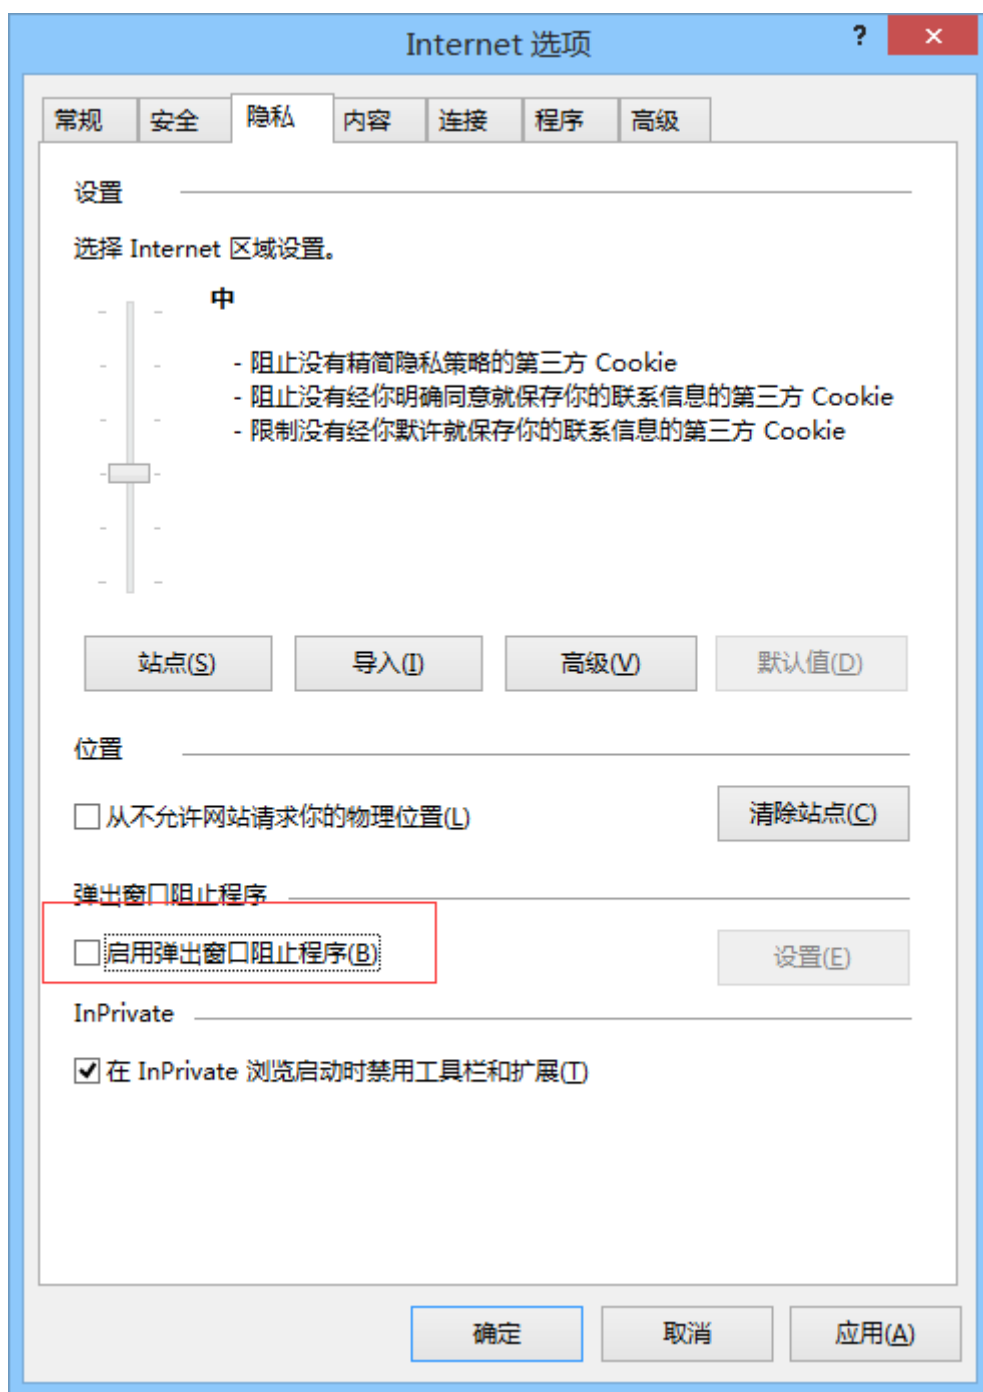 Internet 选项
?
常规 安全 隐私 内容 连接 程序 高级
设置
选择 Internet 区域设置。
中
- 阻止没有精简隐私策略的第三方 Cookie
- 阻止没有经你明确同意就保存你的联系信息的第三方 Cookie
- 限制没有经你默许就保存你的联系信息的第三方 Cookie
站点(S) 导入(I) 高级(V) 默认值(D)
位置
从不允许网站请求你的物理位置(L) 清除站点(C)
弹出窗口阻止程序
启用弹出窗口阻止程序(B) 设置(E)
InPrivate
在 InPrivate 浏览启动时禁用工具栏和扩展(T)
确定 取消 应用(A)